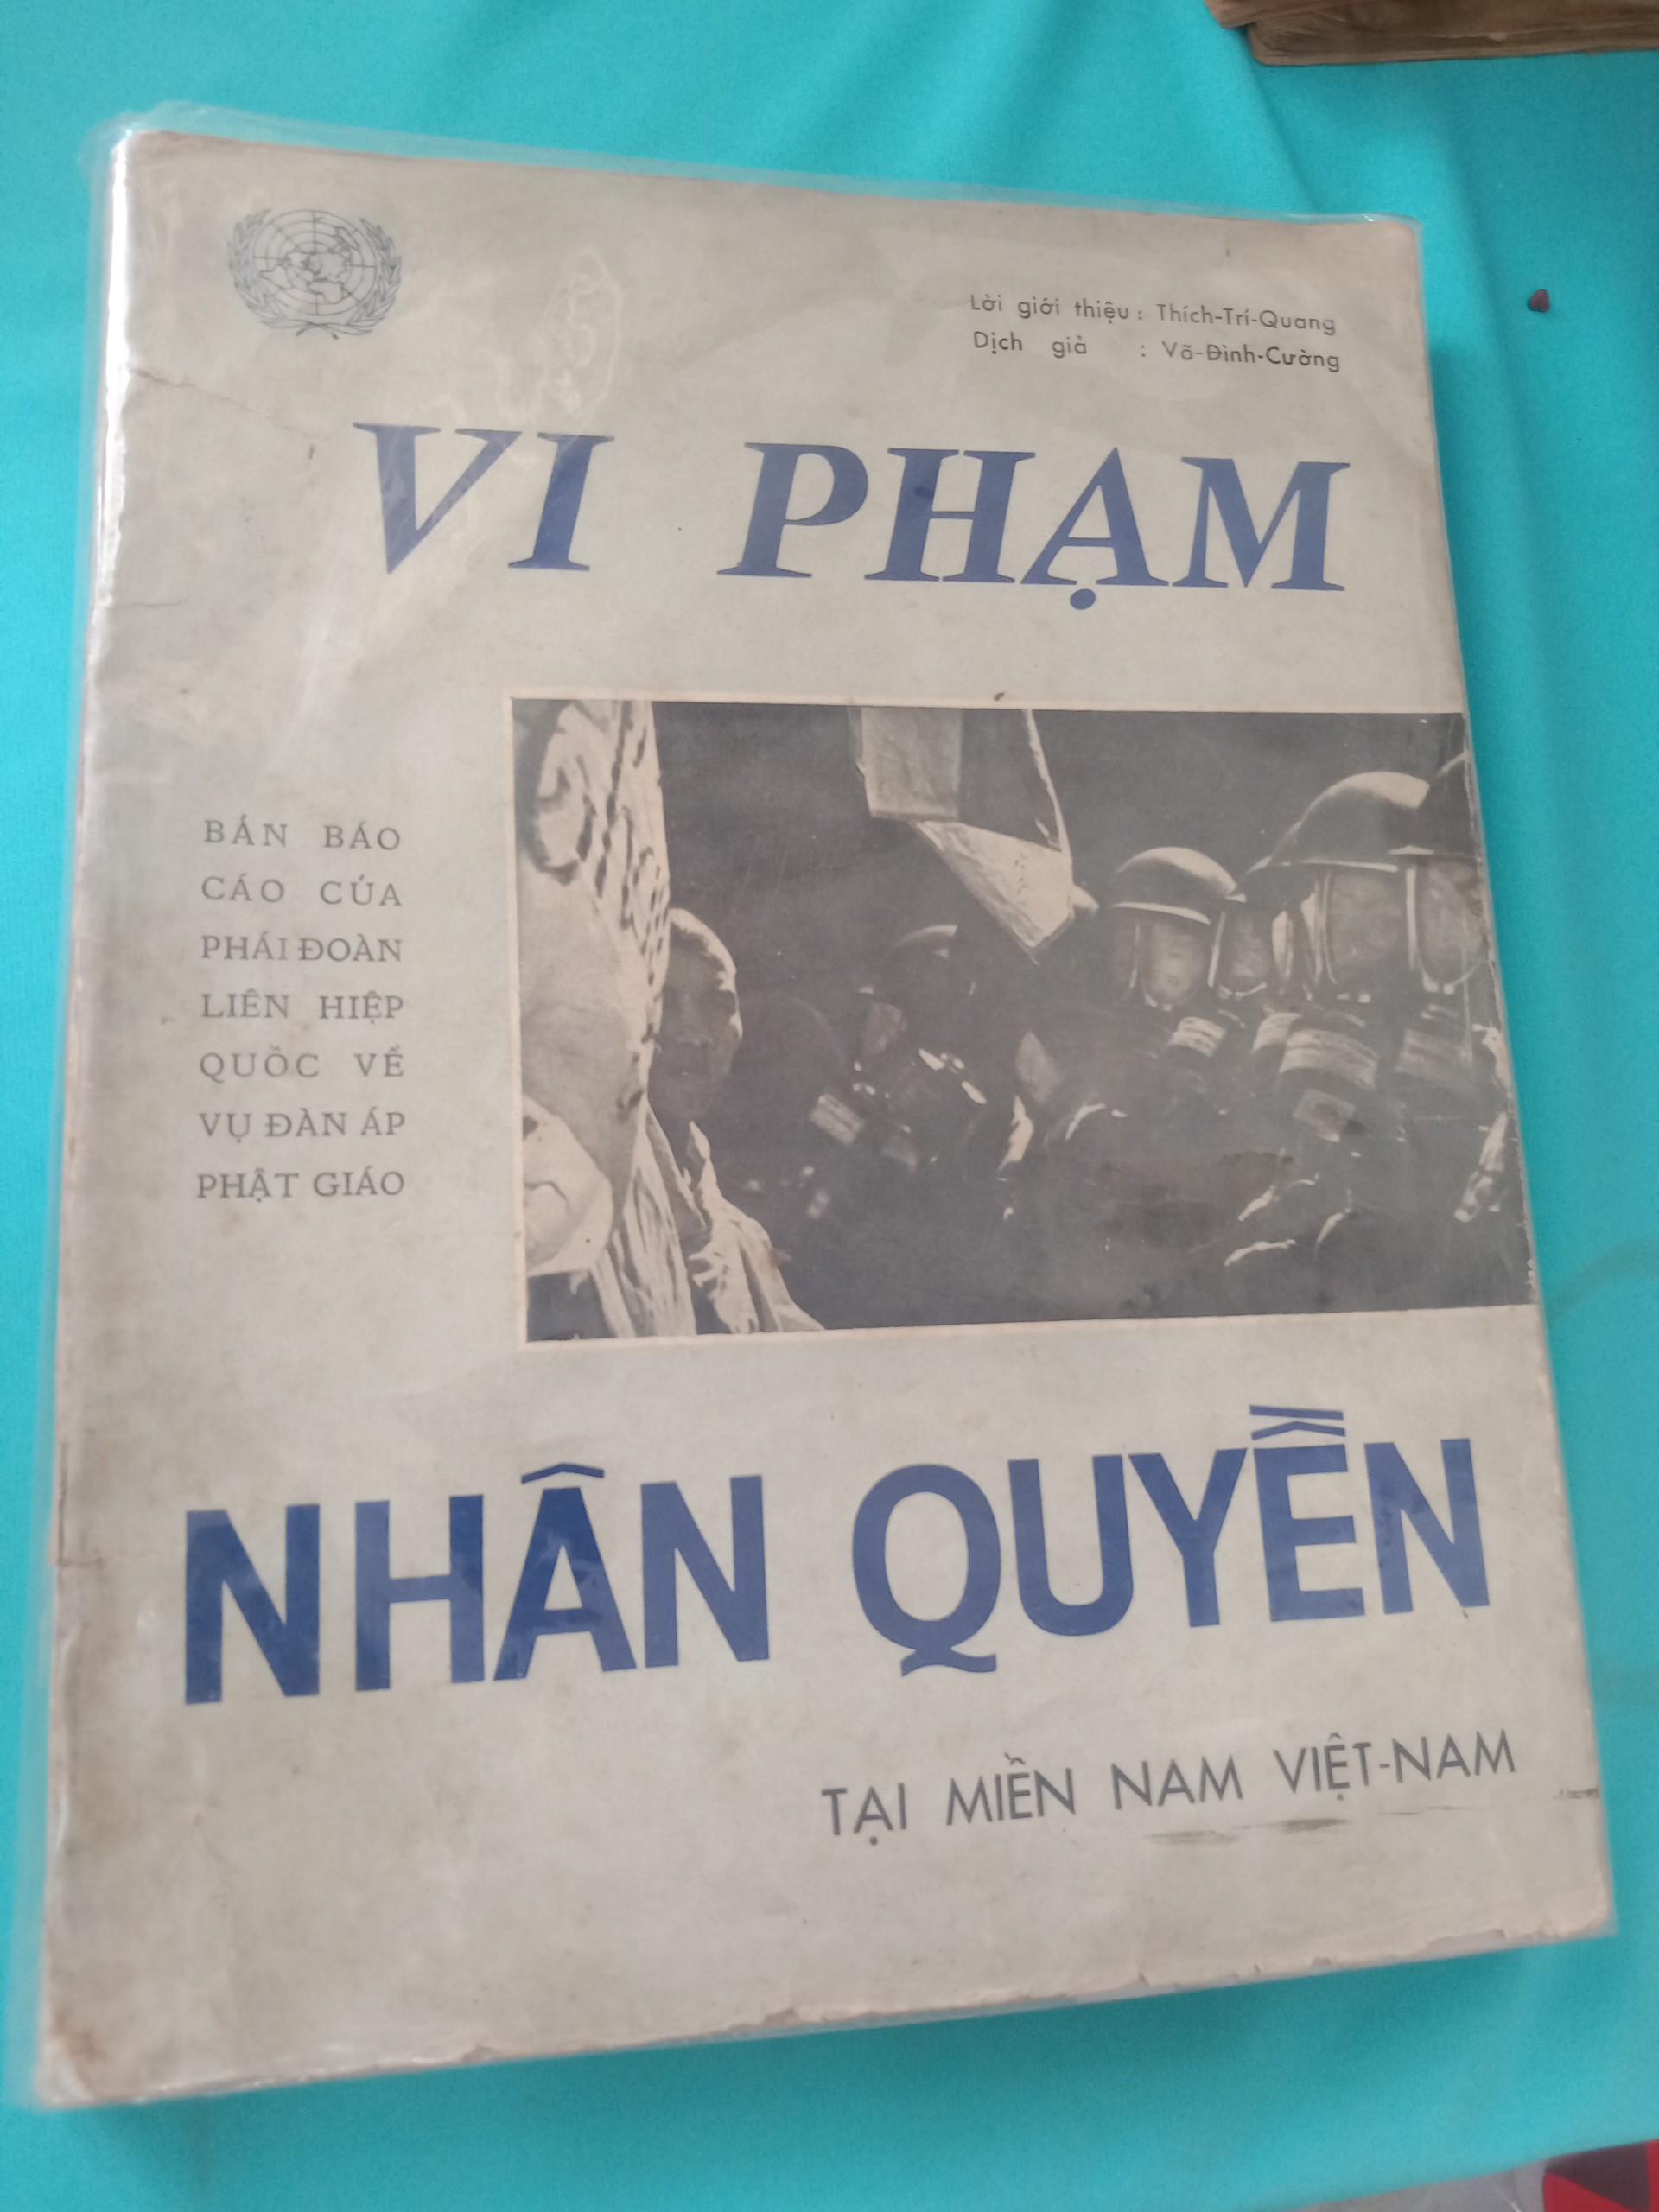 Lời giới thiệu : Thích-Trí-Quang
Dịch giả : Võ-Đình-Cường
VI PHẠM
BẢN BÁO
CÁO CỦA
PHÁI ĐOÀN
LIÊN HIỆP
QUỐC VỀ
VỤ ĐÀN ÁP
PHẬT GIÁO
NHÂN QUYỀN
TẠI MIỀN NAM VIỆT-NAM